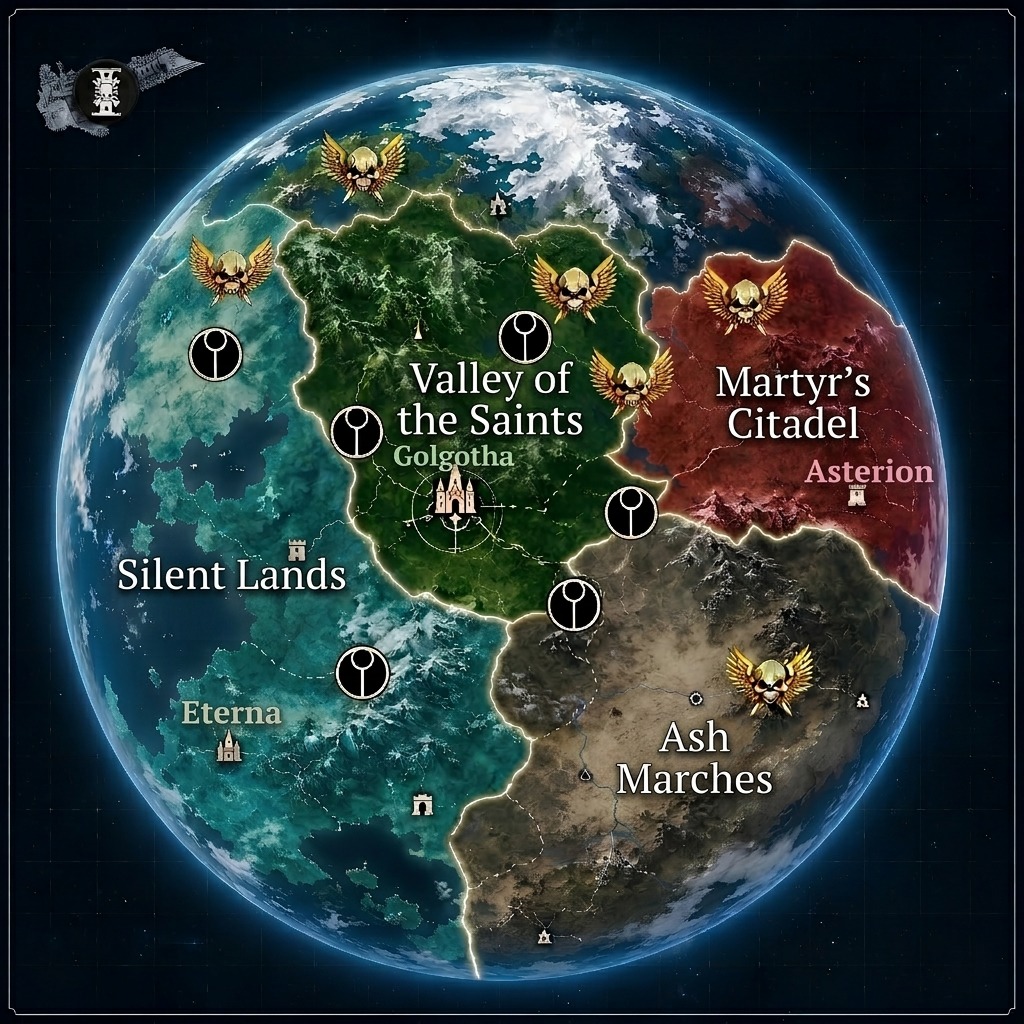 Valley of
the Saints
Golgotha
Martyr's
Citadel
Asterion
Silent Lands
Eterna
Ash
Marches